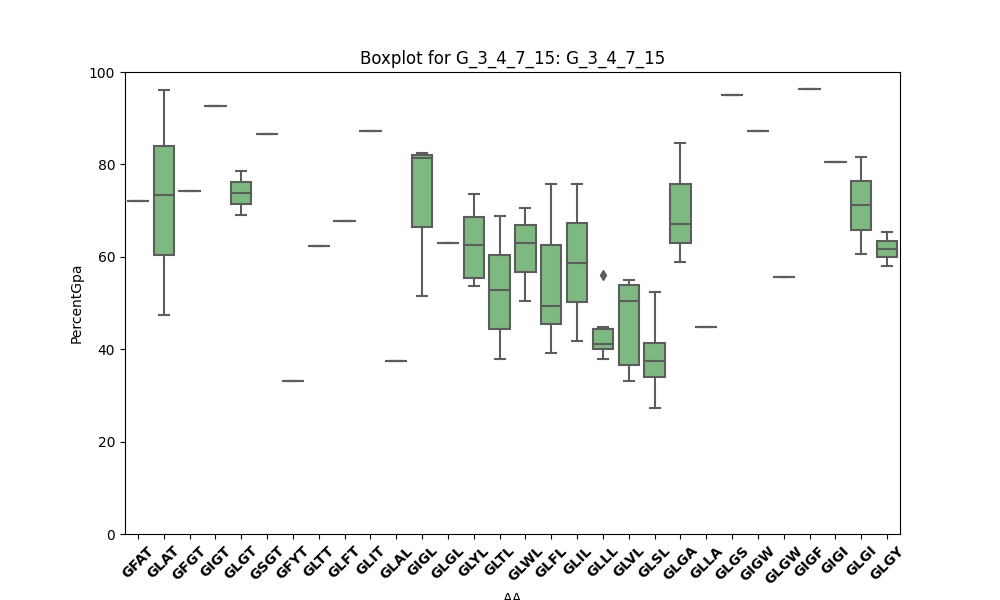 Boxplot for G_3_4_7_15: G_3_4_7_15
100
80
60
40
20
0
PercentGpa
GFAT GLAT GFGT GIGT GLGT GSGT GFYT GLTT GLFT GLIT GLAL GIGL GLGL GLYL GLTL GLWL GLFL GLIL GLLL GLVL GLSL GLGA GLLA GLGS GIGW GLGW GIGF GIGI GLGI GLGY
AA